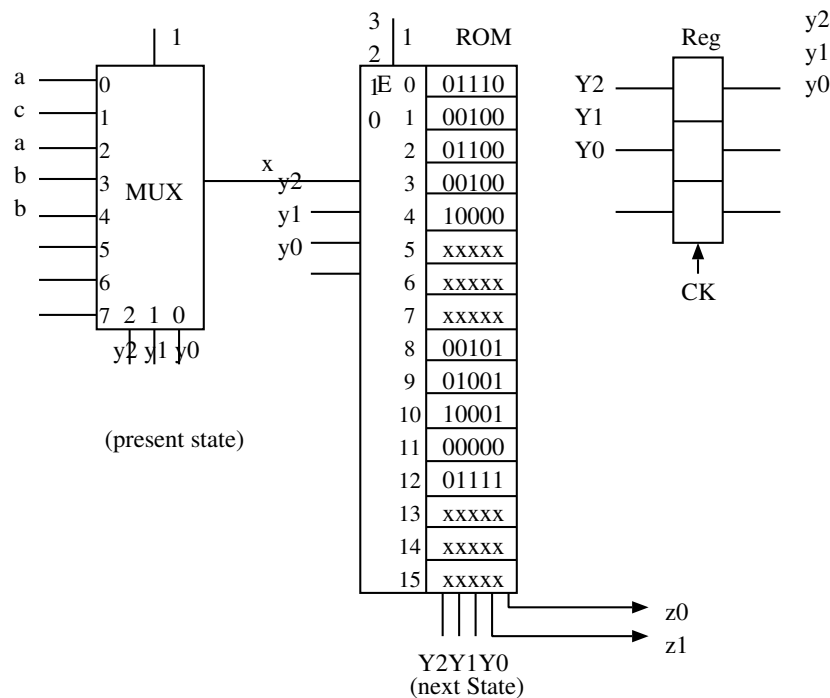 1
a
c
a
b
b
0
1
2
3
4
5
6
7
MUX
2 1 0
y2 y1 y0
(present state)
x
y2
y1
y0
3
2
1
0
E
1
ROM
0 01110
1 00100
2 01100
3 00100
4 10000
5 xxxxx
6 xxxxx
7 xxxxx
8 00101
9 01001
10 10001
11 00000
12 01111
13 xxxxx
14 xxxxx
15 xxxxx
Y2Y1Y0
(next State)
z0
z1
Reg
Y2
Y1
Y0
CK
y2
y1
y0